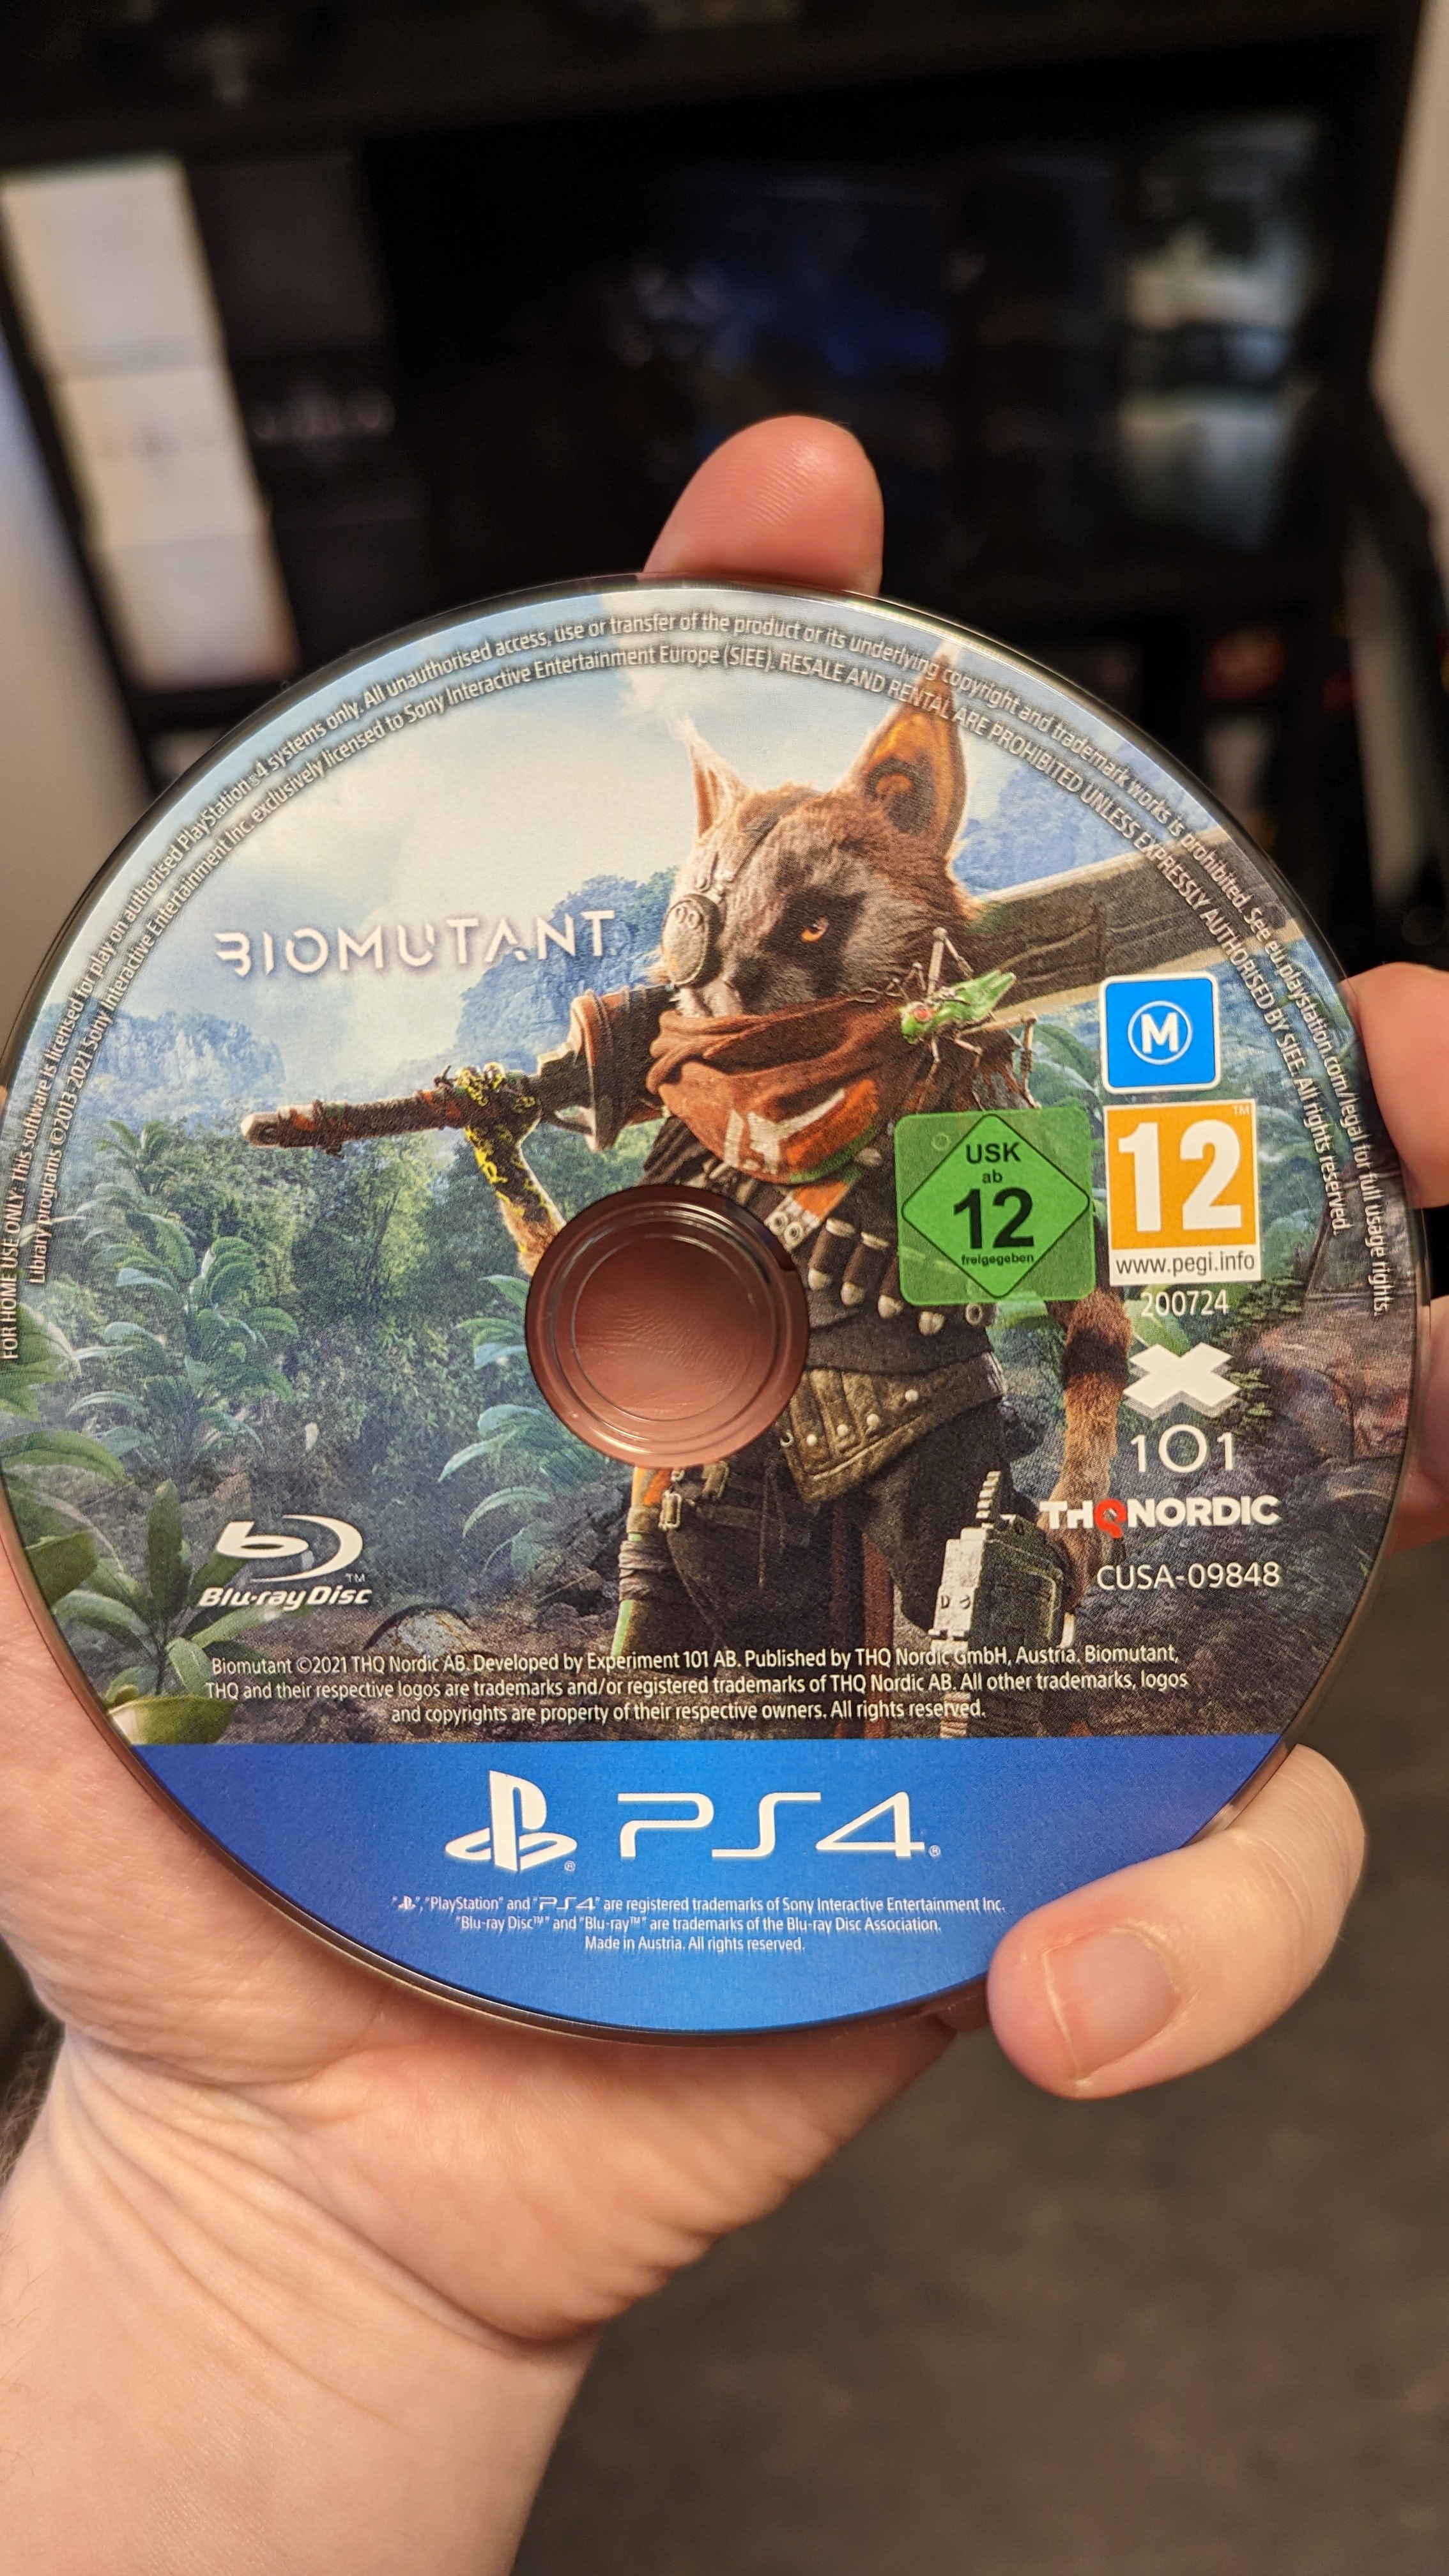 FOR HOME USE ONLY: This software is licensed for play on authorised PlayStation®4 systems only. All unauthorised access, use or transfer of the product or its underlying copyright and trademark works is prohibited. See eu.playstation.com/legal for full usage rights.
Library programs ©2013-2021 Sony Interactive Entertainment Inc. exclusively licensed to Sony Interactive Entertainment Europe (SIEE). RESALE AND RENTAL ARE PROHIBITED UNLESS EXPRESSLY AUTHORISED BY SIEE. All rights reserved.
BIOMUTANT
M
USK
ab
12
freigegeben
12
TM
www.pegi.info
200724
101
THQ NORDIC
CUSA-09848
Blu-ray Disc™
Biomutant ©2021 THQ Nordic AB. Developed by Experiment 101 AB. Published by THQ Nordic GmbH, Austria. Biomutant,
THQ and their respective logos are trademarks and/or registered trademarks of THQ Nordic AB. All other trademarks, logos
and copyrights are property of their respective owners. All rights reserved.
PS4®
"PlayStation" and "PS4" are registered trademarks of Sony Interactive Entertainment Inc.
"Blu-ray Disc™" and "Blu-ray™" are trademarks of the Blu-ray Disc Association.
Made in Austria. All rights reserved.